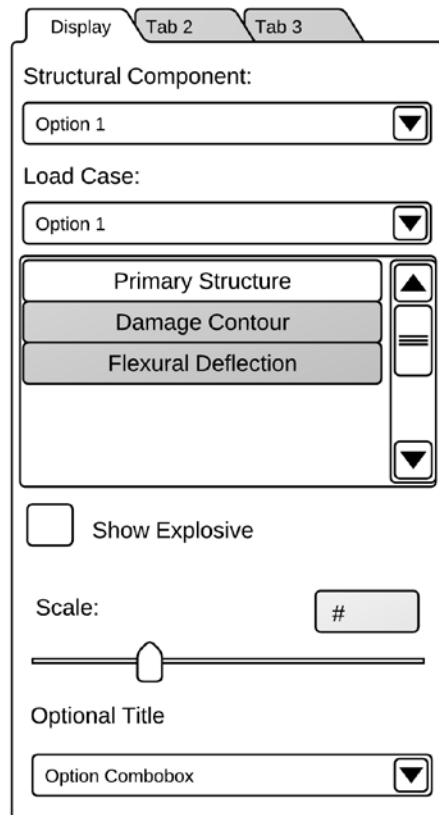 Display Tab 2 Tab 3
Structural Component:
Option 1
Load Case:
Option 1
Primary Structure
Damage Contour
Flexural Deflection
Show Explosive
Scale: #
Optional Title
Option Combobox